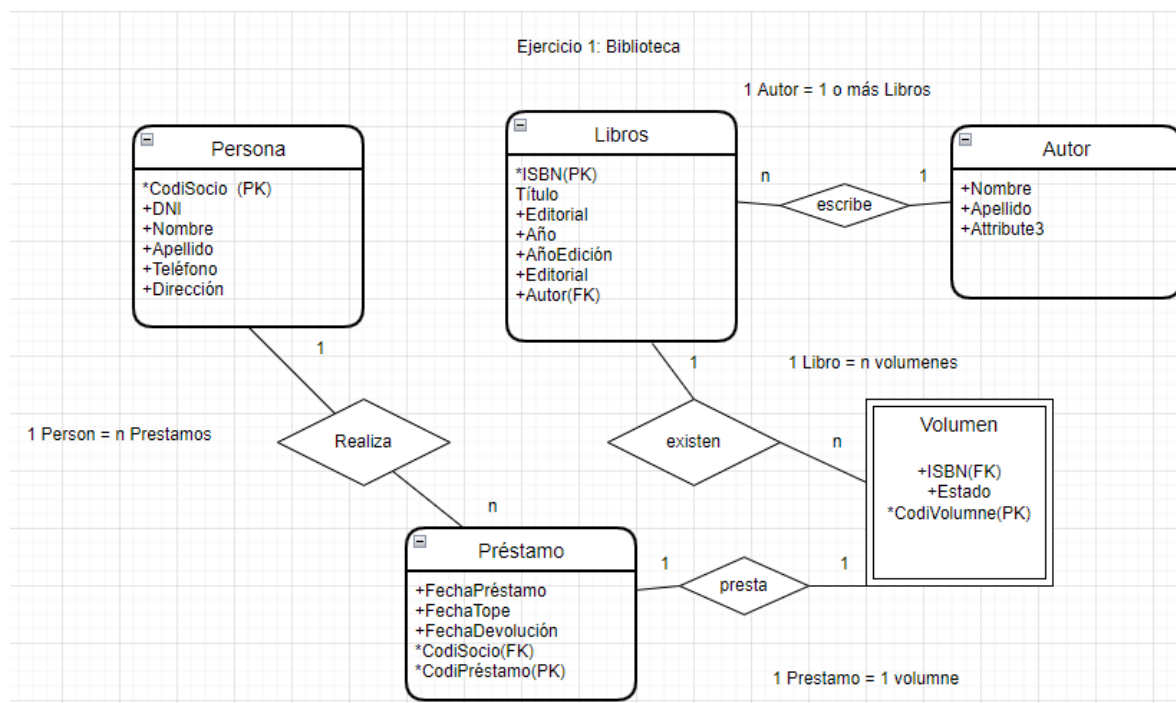 Ejercicio 1: Biblioteca
1 Autor = 1 o más Libros
Persona
*CodiSocio (PK)
+DNI
+Nombre
+Apellido
+Teléfono
+Dirección
Libros
*ISBN(PK)
Título
+Editorial
+Año
+AñoEdición
+Editorial
+Autor(FK)
n
escribe
1
Autor
+Nombre
+Apellido
+Attribute3
1
1 Person = n Prestamos
Realiza
n
1
1 Libro = n volumenes
existen
n
Volumen
+ISBN(FK)
+Estado
*CodiVolumne(PK)
Préstamo
+FechaPréstamo
+FechaTope
+FechaDevolución
*CodiSocio(FK)
*CodiPréstamo(PK)
1
presta
1
1 Prestamo = 1 volumne